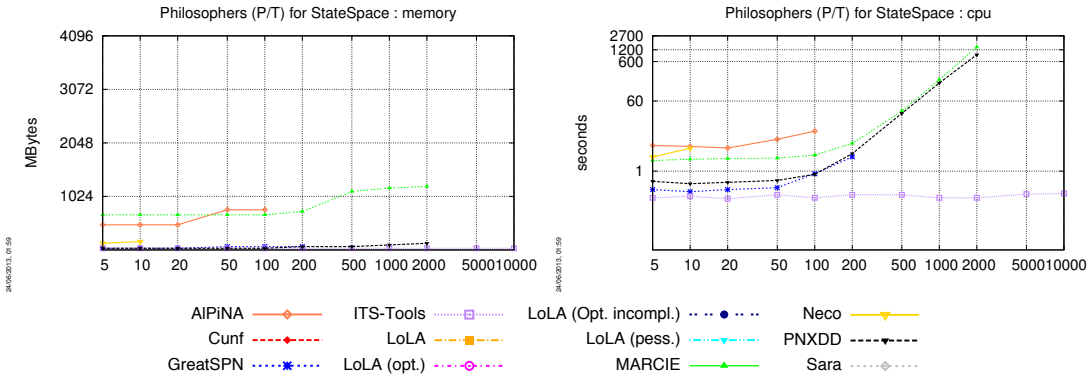 Philosophers (P/T) for StateSpace : memory
4096
3072
2048
1024
MBytes
5 10 20 50 100 200 500 1000 2000 500010000
24/06/2013, 01:59
Philosophers (P/T) for StateSpace : cpu
2700
1200
600
60
1
seconds
5 10 20 50 100 200 500 1000 2000 500010000
24/06/2013, 01:59
AlPiNA ITS-Tools LoLA (Opt. incompl.) Neco
Cunf LoLA LoLA (pess.) PNXDD
GreatSPN LoLA (opt.) MARCIE Sara